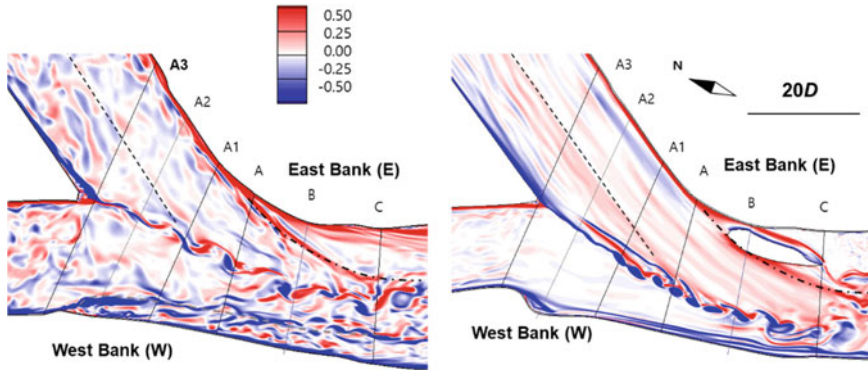 0.50
0.25
0.00
-0.25
-0.50
A3
A2
A1
A
B
C
East Bank (E)
West Bank (W)
N
20D
A3
A2
A1
A
B
C
East Bank (E)
West Bank (W)